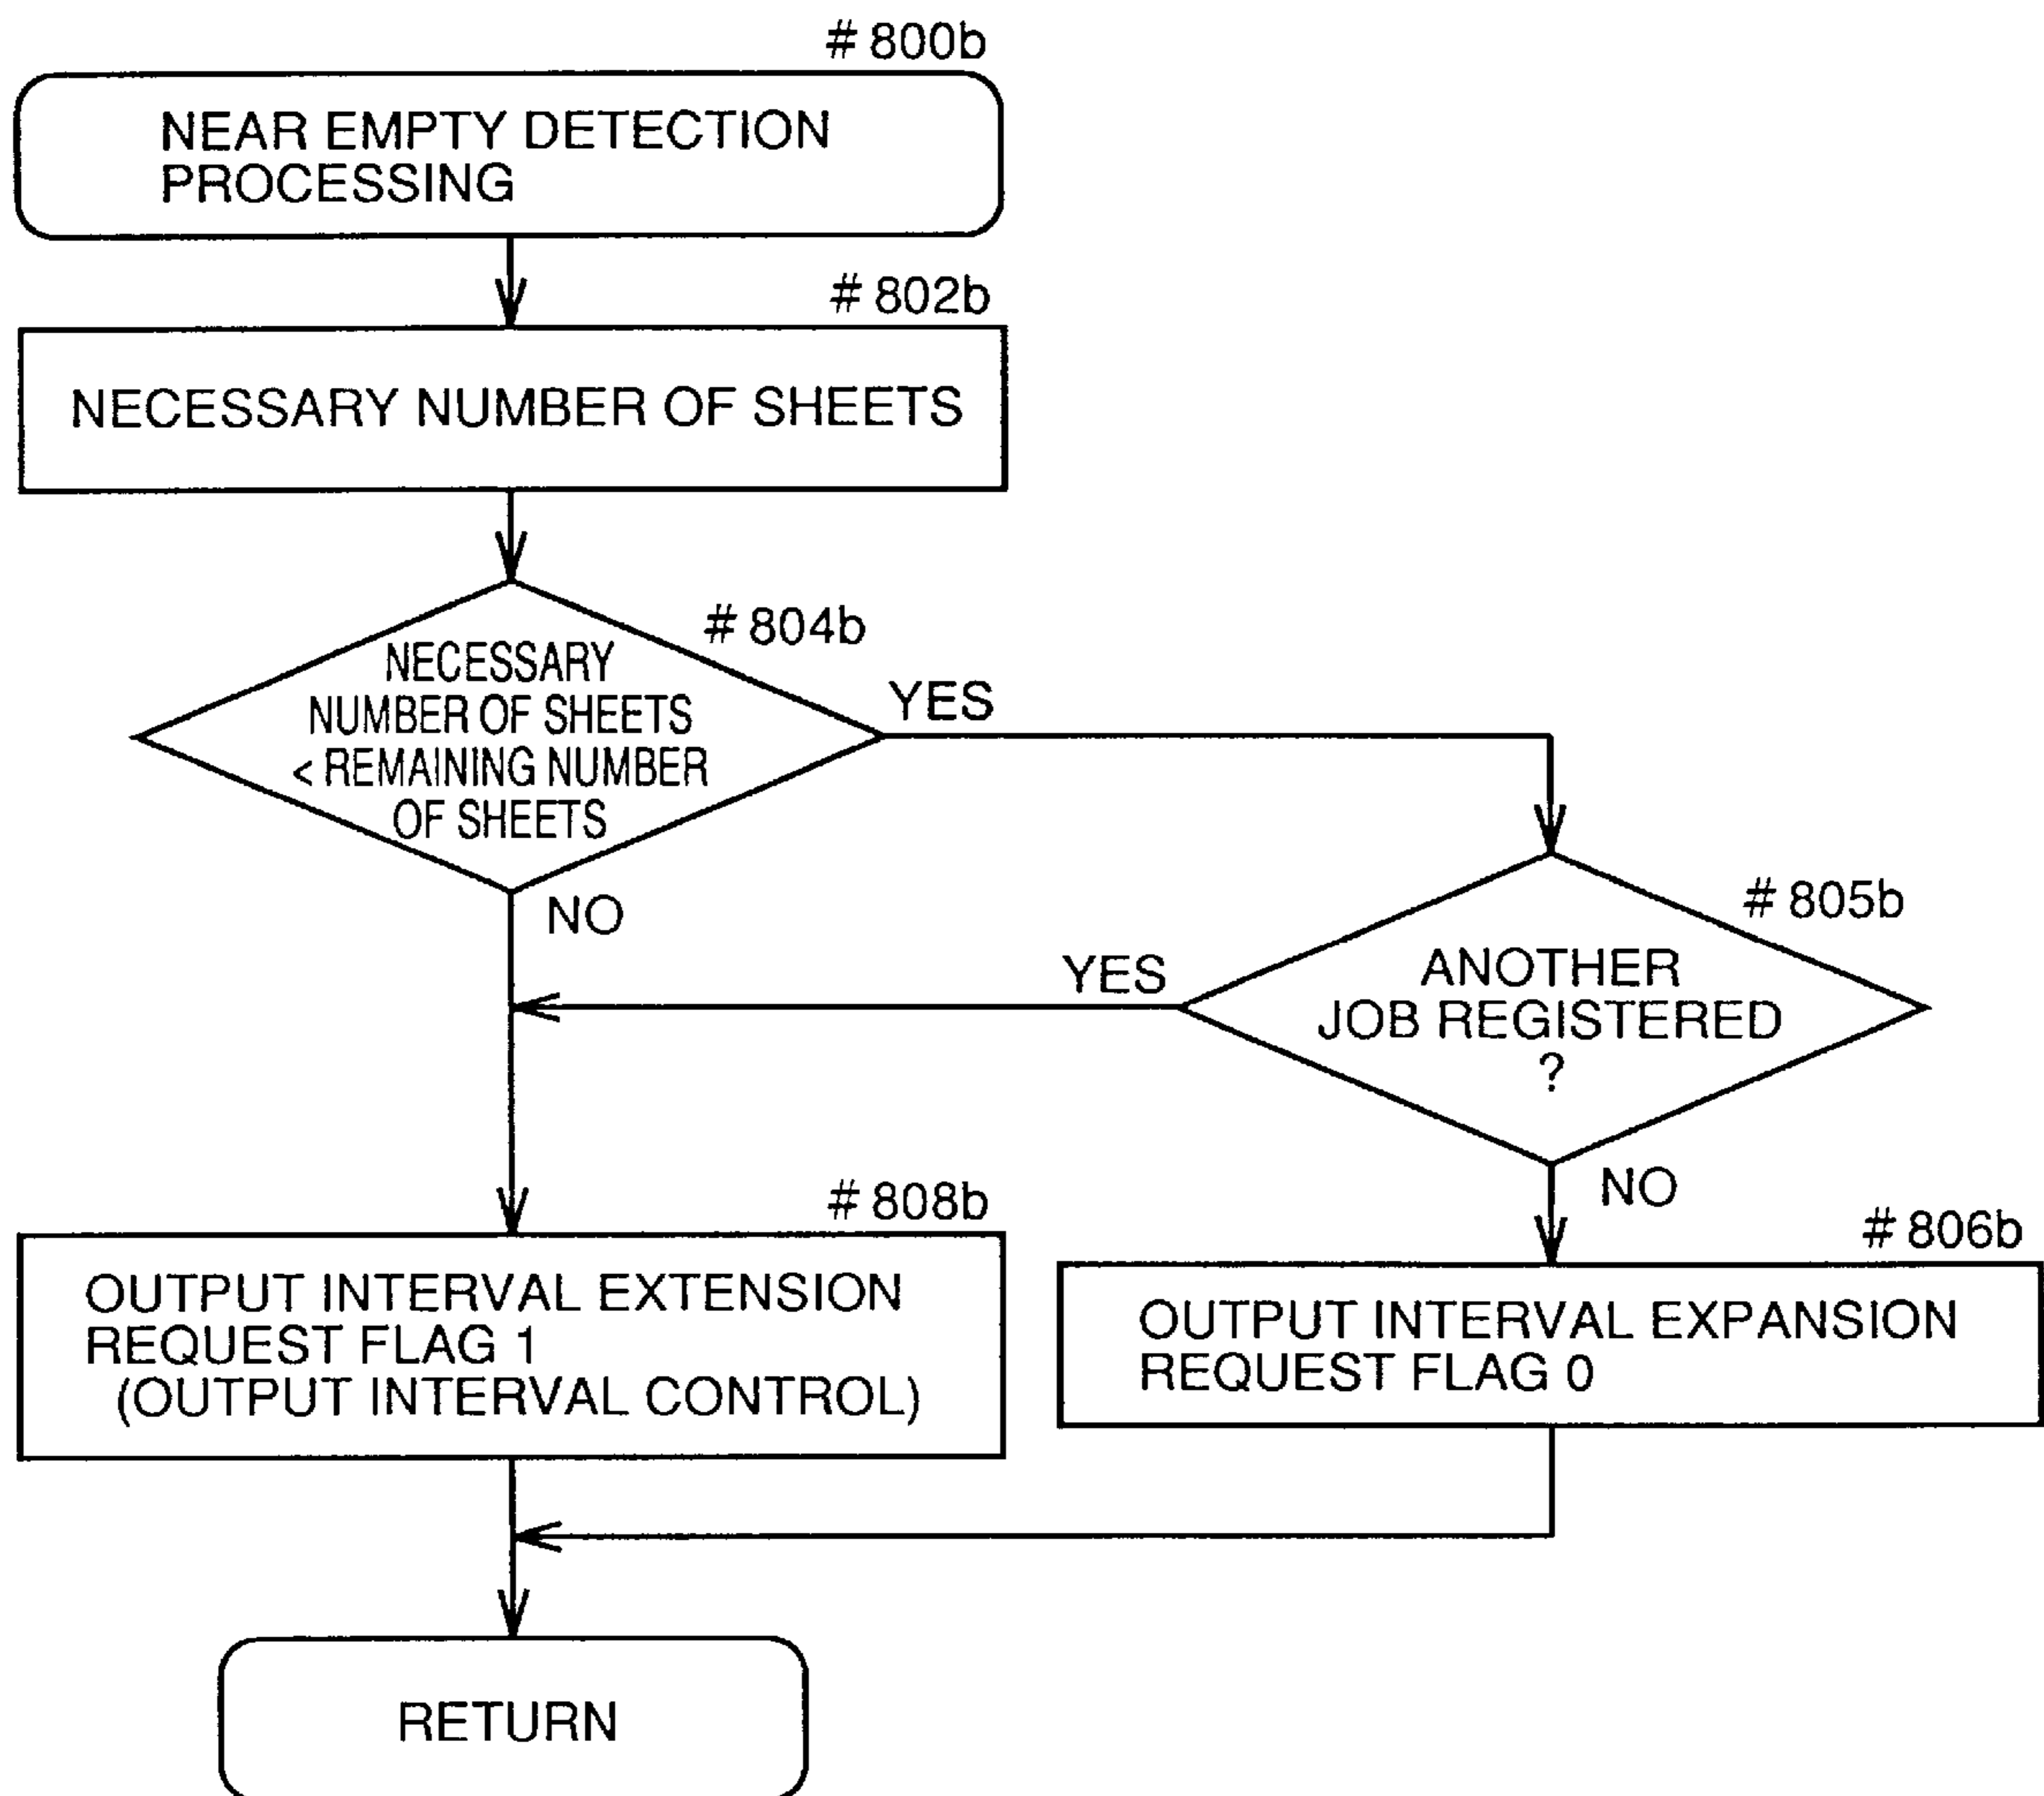 # 800b
NEAR EMPTY DETECTION
PROCESSING
# 802b
NECESSARY NUMBER OF SHEETS
# 804b
NECESSARY
NUMBER OF SHEETS
< REMAINING NUMBER
OF SHEETS
YES
NO
# 805b
ANOTHER
JOB REGISTERED
?
YES
NO
# 808b
OUTPUT INTERVAL EXTENSION
REQUEST FLAG 1
(OUTPUT INTERVAL CONTROL)
# 806b
OUTPUT INTERVAL EXPANSION
REQUEST FLAG 0
RETURN